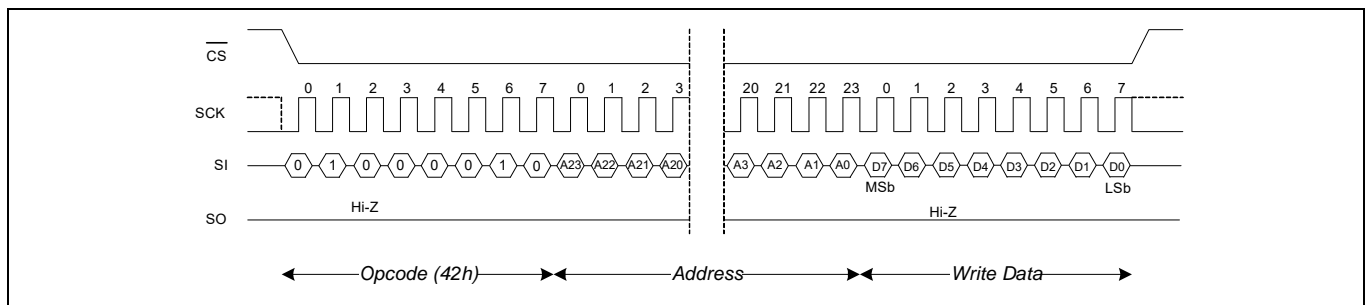 CS
0 1 2 3 4 5 6 7 0 1 2 3 20 21 22 23 0 1 2 3 4 5 6 7
SCK
SI 0 1 0 0 0 0 1 0 A23 A22 A21 A20 A3 A2 A1 A0 D7 D6 D5 D4 D3 D2 D1 D0
MSb LSb
Hi-Z Hi-Z
SO
Opcode (42h) Address Write Data